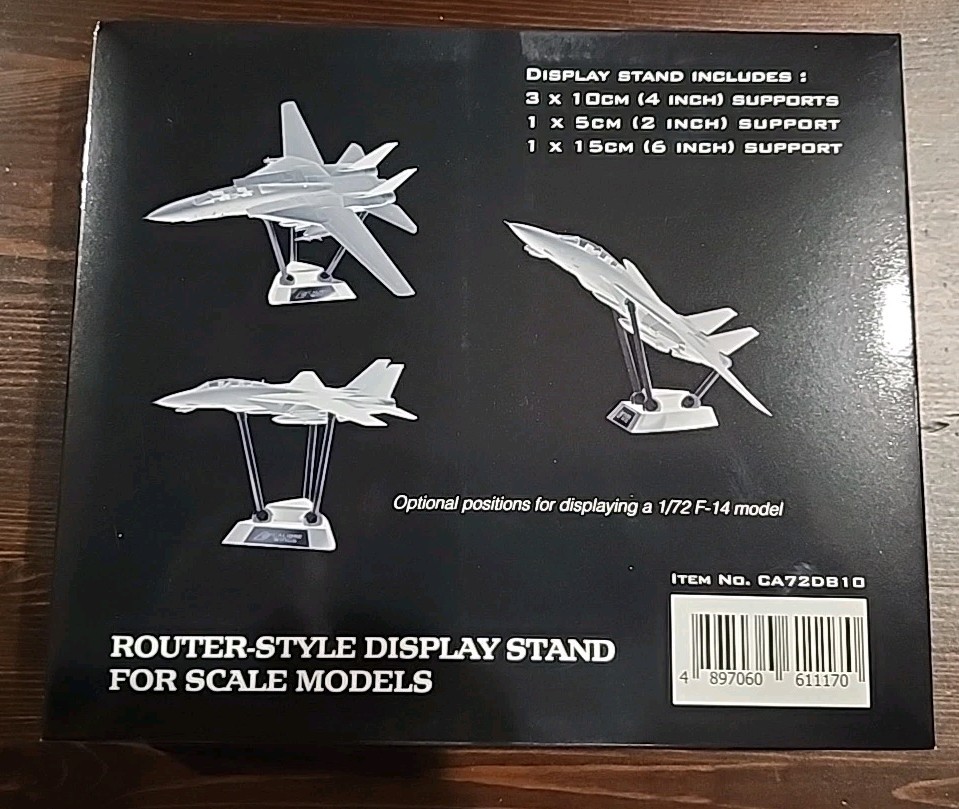 DISPLAY STAND INCLUDES :
3 X 10CM (4 INCH) SUPPORTS
1 X 5CM (2 INCH) SUPPORT
1 X 15CM (6 INCH) SUPPORT
Optional positions for displaying a 1/72 F-14 model
ITEM NO. CA72DB10
ROUTER-STYLE DISPLAY STAND
FOR SCALE MODELS
4 897060 611170